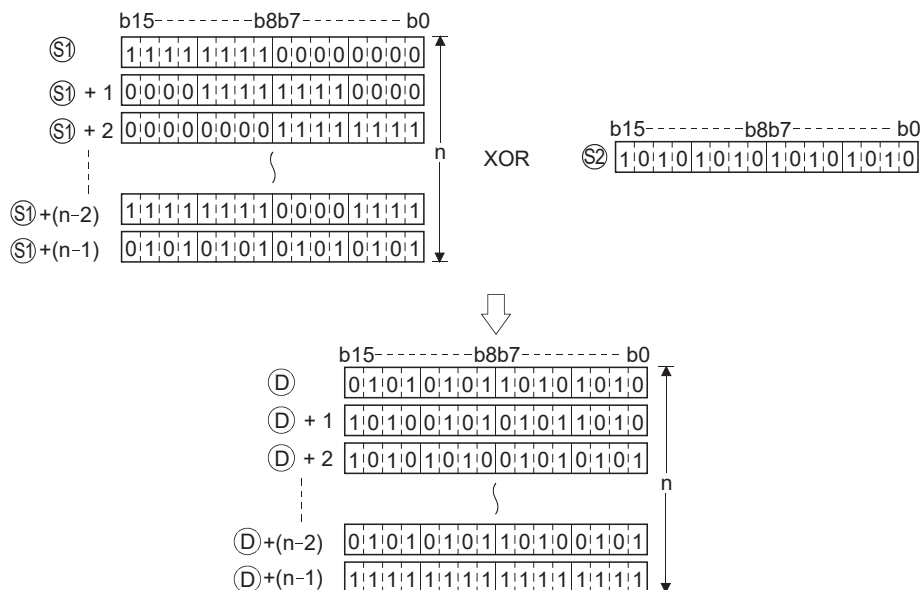 b15 b8b7 b0
S1 1111111100000000
S1 + 1 0000111111110000
S1 + 2 0000000011111111
n
S1 +(n-2) 1111111100001111
S1 +(n-1) 0101010101010101
XOR
b15 b8b7 b0
S2 1010101010101010
b15 b8b7 b0
D 0101010110101010
D + 1 1010010101011010
D + 2 1010101001010101
n
D +(n-2) 0101010110100101
D +(n-1) 1111111111111111